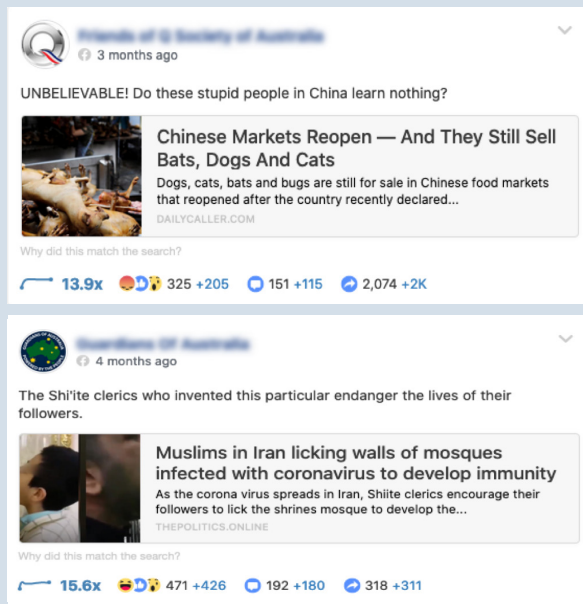 Q
3 months ago
UNBELIEVABLE! Do these stupid people in China learn nothing?
Chinese Markets Reopen — And They Still Sell
Bats, Dogs And Cats
Dogs, cats, bats and bugs are still for sale in Chinese food markets
that reopened after the country recently declared...
DAILYCALLER.COM
Why did this match the search?
13.9x 325 +205 151 +115 2,074 +2K
4 months ago
The Shi'ite clerics who invented this particular endanger the lives of their
followers.
Muslims in Iran licking walls of mosques
infected with coronavirus to develop immunity
As the corona virus spreads in Iran, Shiite clerics encourage their
followers to lick the shrines mosque to develop the...
THEPOLITICS.ONLINE
Why did this match the search?
15.6x 471 +426 192 +180 318 +311